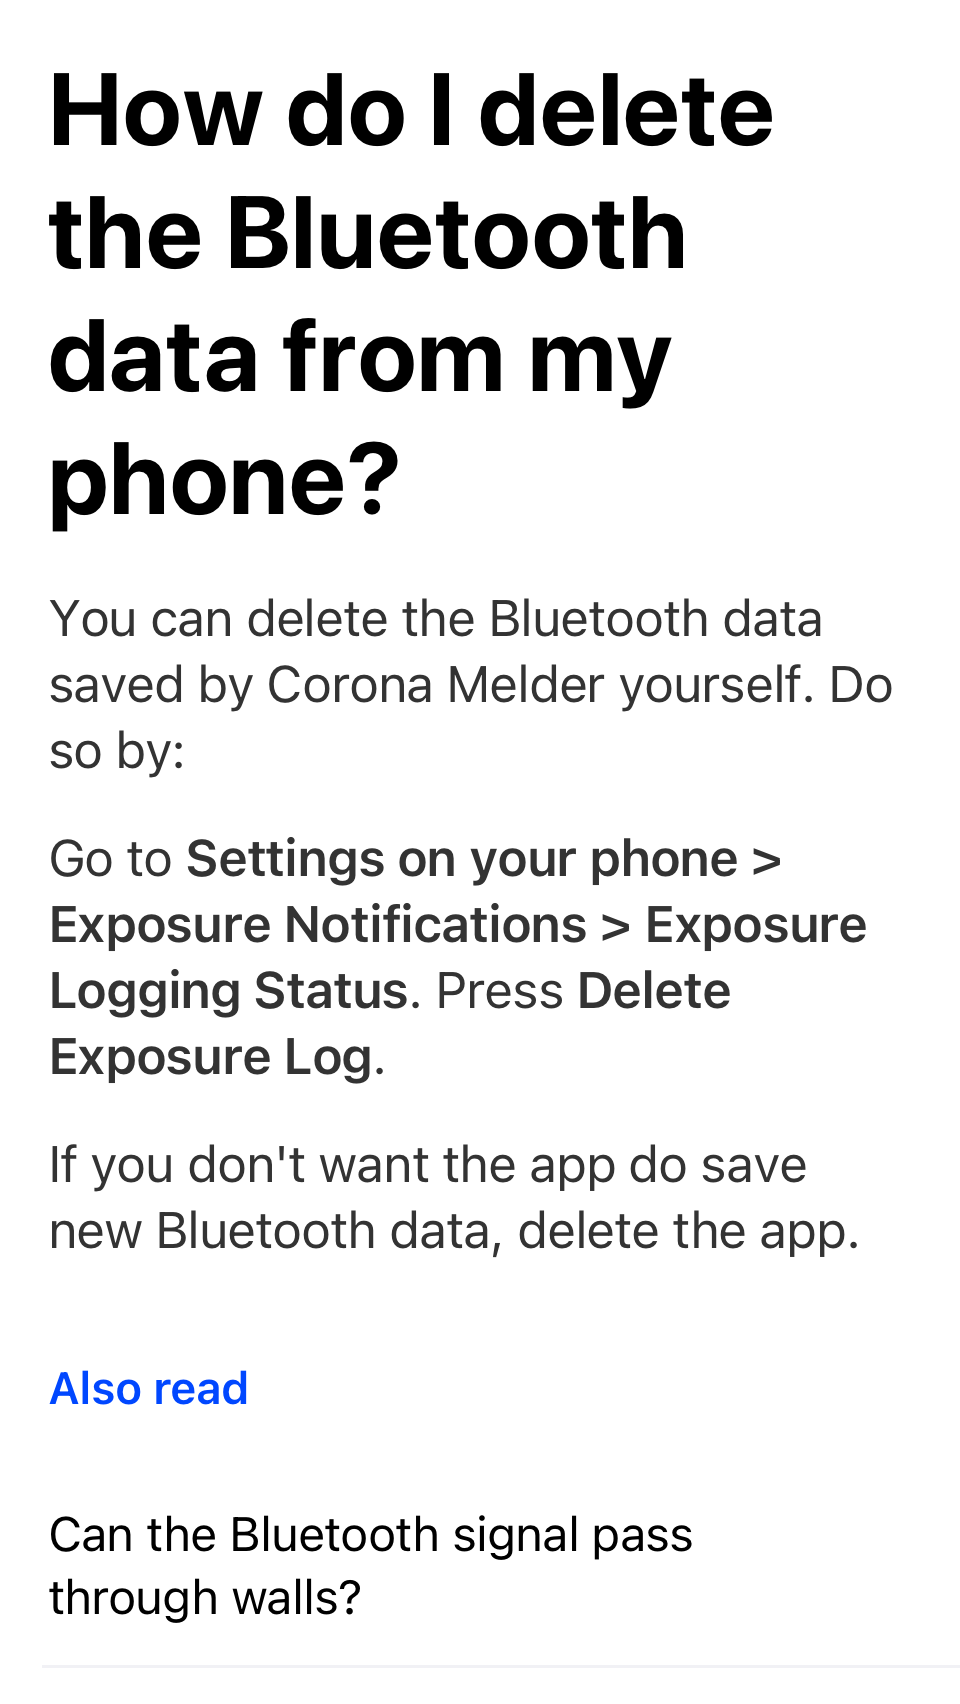 How do I delete
the Bluetooth
data from my
phone?
You can delete the Bluetooth data
saved by Corona Melder yourself. Do
so by:
Go to Settings on your phone >
Exposure Notifications > Exposure
Logging Status. Press Delete
Exposure Log.
If you don't want the app do save
new Bluetooth data, delete the app.
Also read
Can the Bluetooth signal pass
through walls?